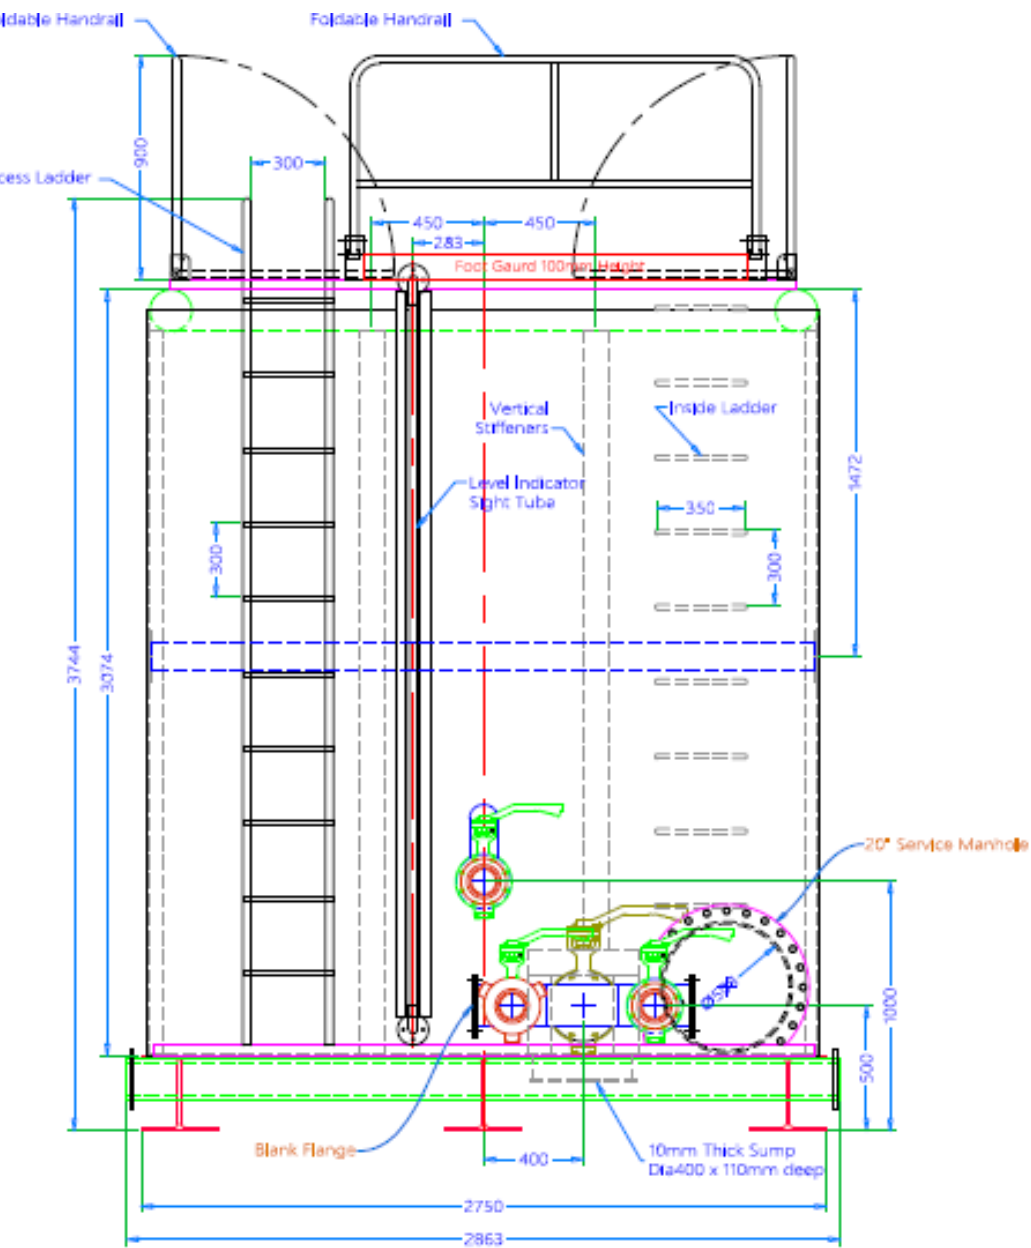 ldable Handrail
Foldable Handrail
900
300
cess Ladder
450
450
283
Foot Gaurd 100mm Height
Vertical
Stiffeners
Inside Ladder
1472
Level Indicator
Sight Tube
350
300
300
3744
3074
20" Service Manhole
1000
500
Blank Flange
400
10mm Thick Sump
Dia400 x 110mm deep
2750
2863